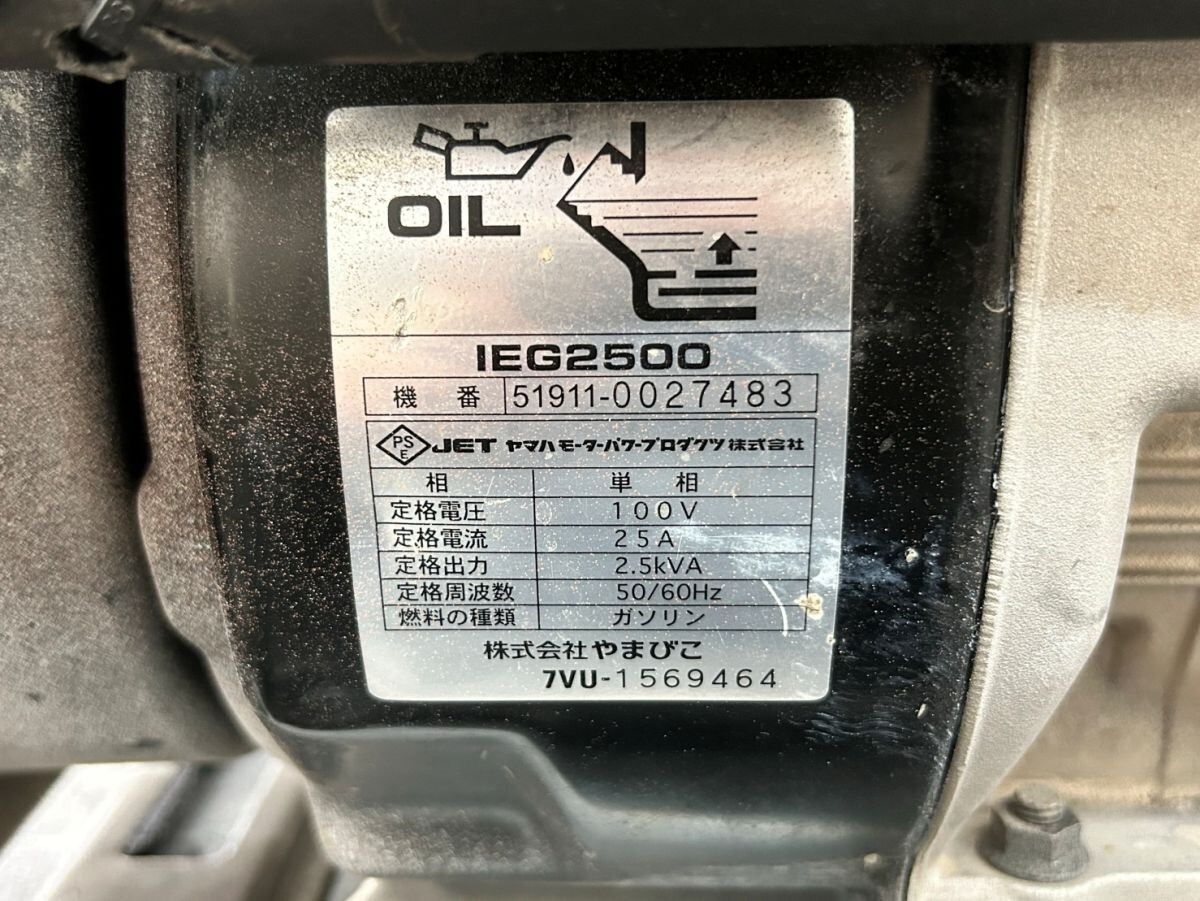 OIL
IEG2500
機番 51911-0027483
PSE JET ヤマハモーターパワープロダクツ株式会社
相 単相
定格電圧 100V
定格電流 25A
定格出力 2.5kVA
定格周波数 50/60Hz
燃料の種類 ガソリン
株式会社やまびこ
7VU-1569464